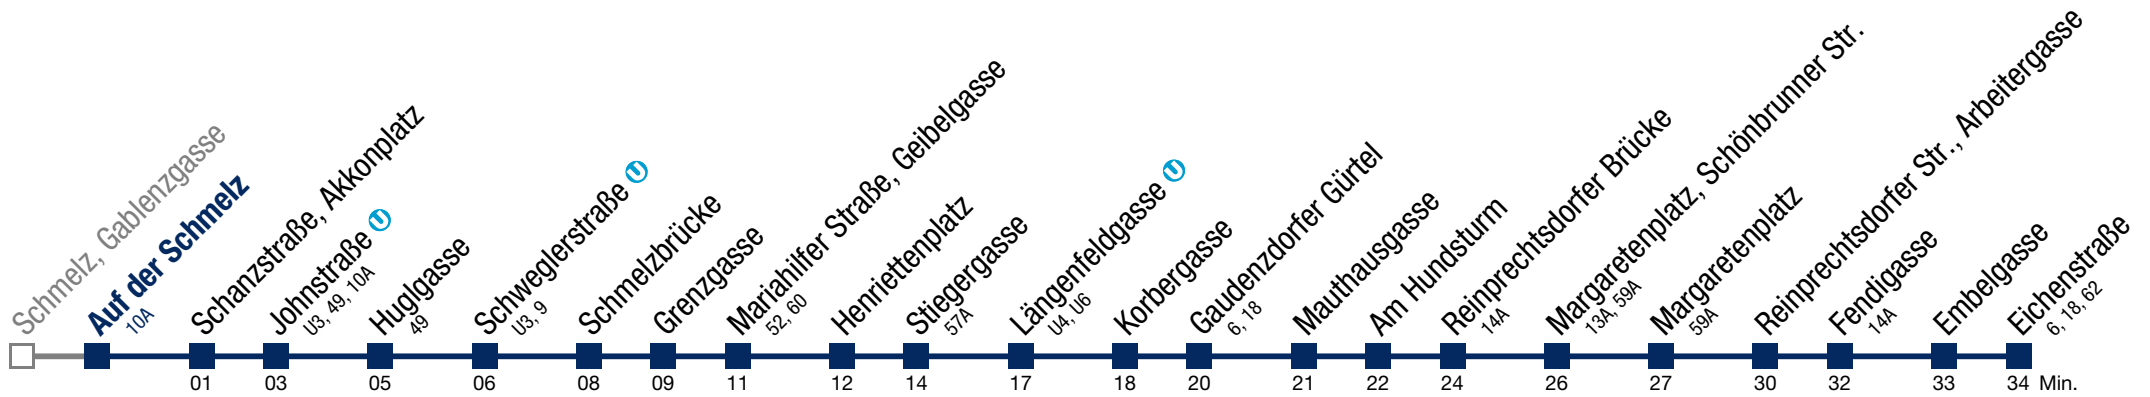 Schmelz, Gablenzgasse
Auf der Schmelz
10A
Schanzstraße, Akkonplatz
01
Johnstraße U
U3, 49, 10A
03
Huglgasse
49
05
Schweglerstraße U
U3, 9
06
Schmelzbrücke
08
Grenzgasse
09
Mariahilfer Straße, Geibelgasse
52, 60
11
Henriettenplatz
12
Stiegergasse
57A
14
Längenfeldgasse U
U4, U6
17
Korbergasse
18
Gaudenzdorfer Gürtel
6, 18
20
Mauthausgasse
21
Am Hundsturm
22
Reinprechtsdorfer Brücke
14A
24
Margaretenplatz, Schönbrunner Str.
13A, 59A
26
Margaretenplatz
59A
27
Reinprechtsdorfer Str., Arbeitergasse
30
Fendigasse
14A
32
Embelgasse
33
Eichenstraße
6, 18, 62
34 Min.